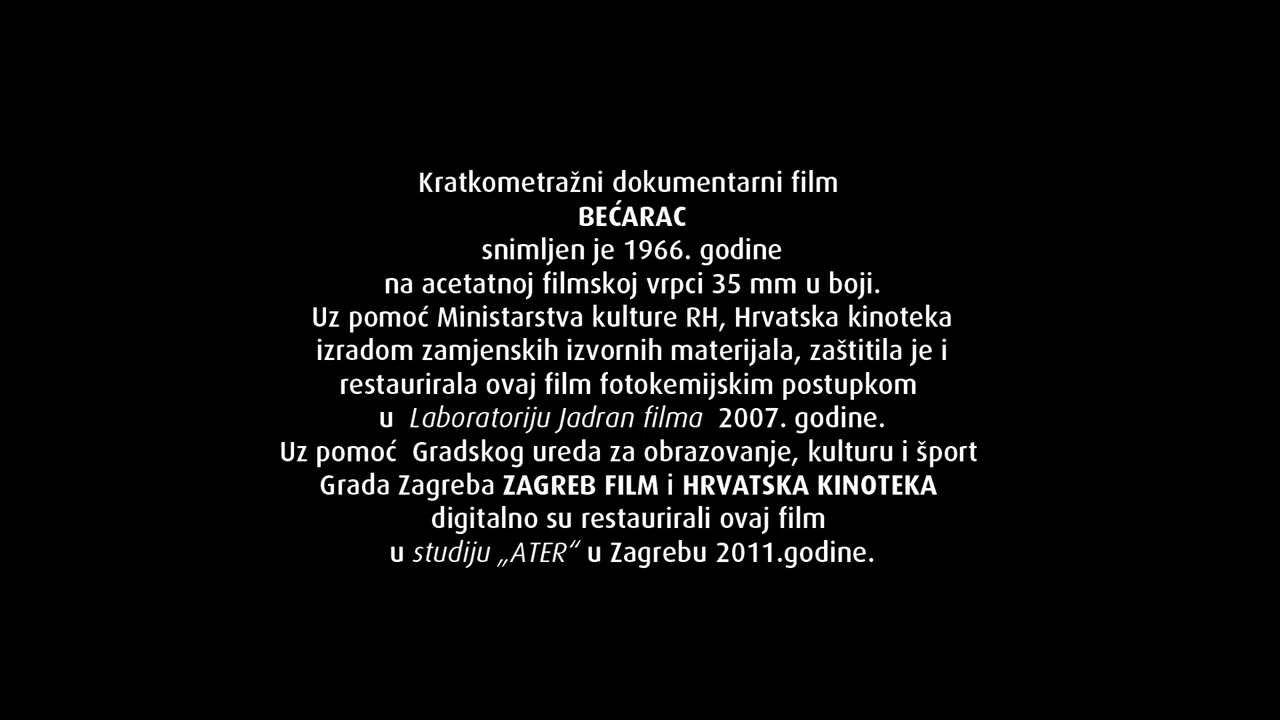 Kratkometražni dokumentarni film
BEĆARAC
snimljen je 1966. godine
na acetatnoj filmskoj vrpci 35 mm u boji.
Uz pomoć Ministarstva kulture RH, Hrvatska kinoteka
izradom zamjenskih izvornih materijala, zaštitila je i
restaurirala ovaj film fotokemijskim postupkom
u Laboratoriju Jadran filma 2007. godine.
Uz pomoć Gradskog ureda za obrazovanje, kulturu i šport
Grada Zagreba ZAGREB FILM i HRVATSKA KINOTEKA
digitalno su restaurirali ovaj film
u studiju „ATER“ u Zagrebu 2011.godine.